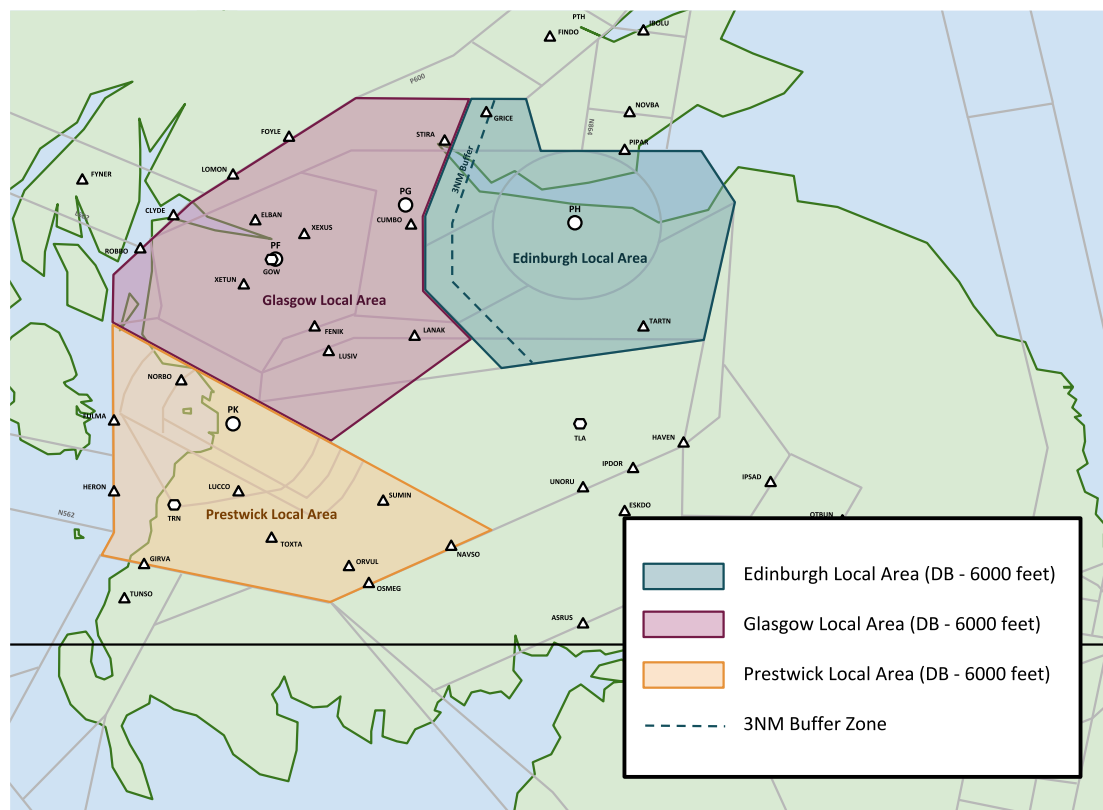 PTH
FINDO
IBOLU
P600
NOVBA
GRICE
N864
FOYLE
STIRA
PIPAR
3NM Buffer
LOMON
FYNER
PG
CLYDE
ELBAN
CUMBO
PH
XEXUS
ROBBO
PF
GOW
Edinburgh Local Area
XETUN
Glasgow Local Area
FENIK
LANAK
TARTN
LUSIV
NORBO
PK
FULMA
TLA
HAVEN
IPDOR
HERON
LUCCO
UNORU
IPSAD
SUMIN
TRN
N562
Prestwick Local Area
ESKDO
OTBUN
TOXTA
NAVSO
GIRVA
ORVUL
OSMEG
TUNSO
ASRUS
Edinburgh Local Area (DB - 6000 feet)
Glasgow Local Area (DB - 6000 feet)
Prestwick Local Area (DB - 6000 feet)
3NM Buffer Zone